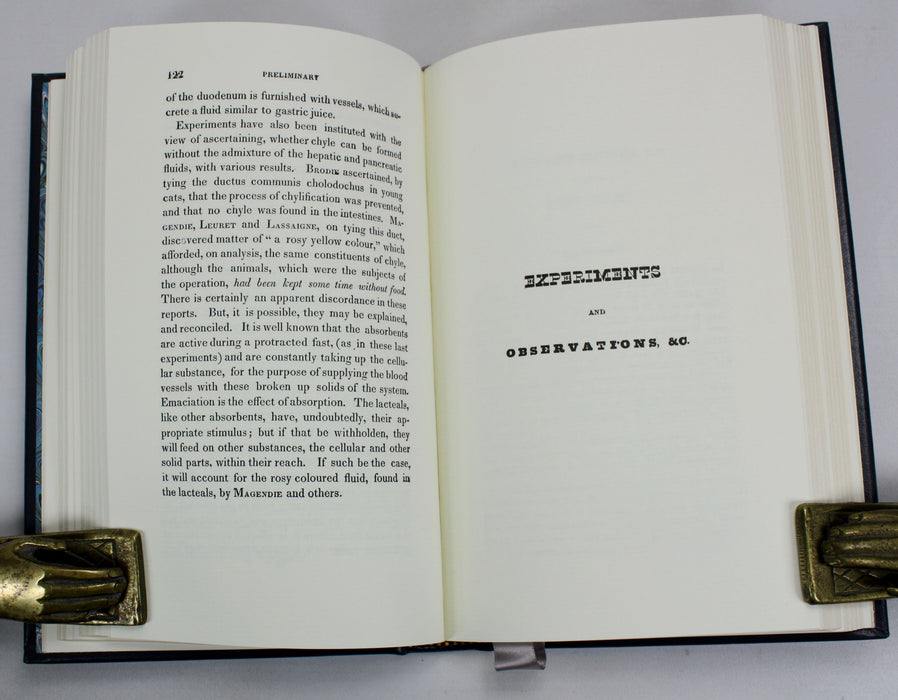 122 PRELIMINARY
of the duodenum is furnished with vessels, which se-
crete a fluid similar to gastric juice.
Experiments have also been instituted with the
view of ascertaining, whether chyle can be formed
without the admixture of the hepatic and pancreatic
fluids, with various results. BRODIE ascertained, by
tying the ductus communis cholodochus in young
cats, that the process of chylification was prevented,
and that no chyle was found in the intestines. MA-
GENDIE, LEURET and LASSAIGNE, on tying this duct,
discovered matter of " a rosy yellow colour," which
afforded, on analysis, the same constituents of chyle,
although the animals, which were the subjects of
the operation, had been kept some time without food.
There is certainly an apparent discordance in these
reports. But, it is possible, they may be explained,
and reconciled. It is well known that the absorbents
are active during a protracted fast, (as in these last
experiments) and are constantly taking up the cellu-
lar substance, for the purpose of supplying the blood
vessels with these broken up solids of the system.
Emaciation is the effect of absorption. The lacteals,
like other absorbents, have, undoubtedly, their ap-
propriate stimulus; but if that be withholden, they
will feed on other substances, the cellular and other
solid parts, within their reach. If such be the case,
it will account for the rosy coloured fluid, found in
the lacteals, by MAGENDIE and others.
EXPERIMENTS
AND
OBSERVATIONS, &C.